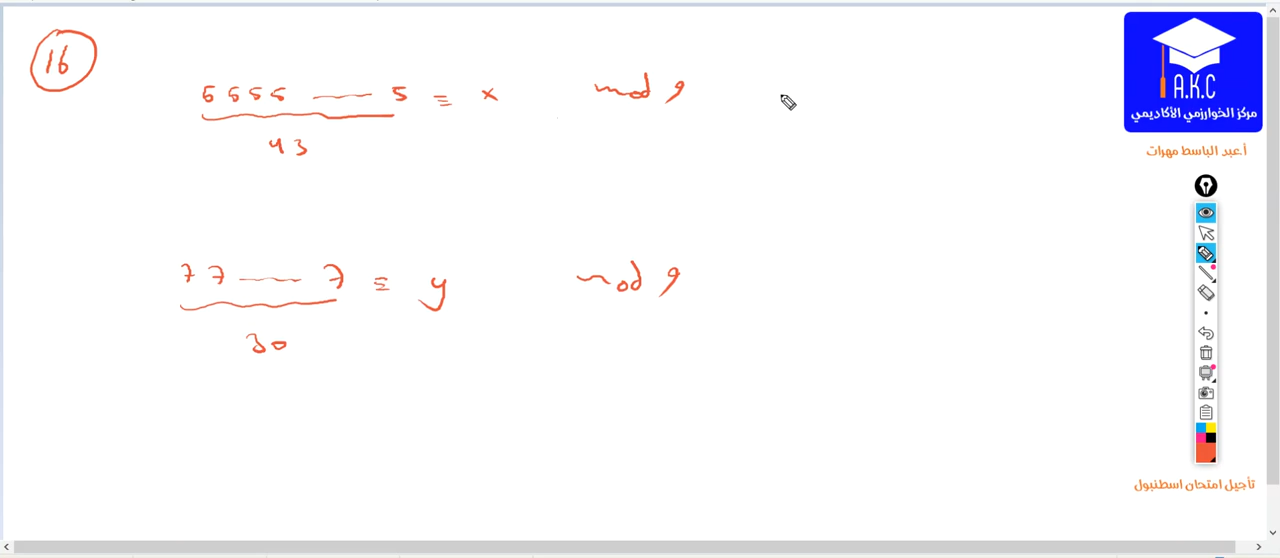 16
5555 —— 5 ≡ x mod 9
43
77 —— 7 ≡ y mod 9
30
A.K.C
مركز الخوارزمي الأكاديمي
أ.عبد الباسط مهرات
تأجيل امتحان اسطنبول